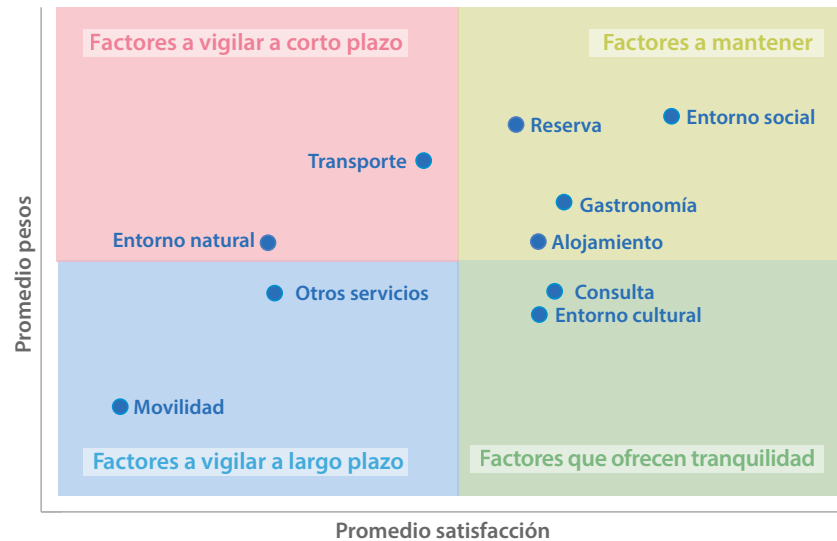 Factores a vigilar a corto plazo
Factores a mantener
Entorno social
Reserva
Transporte
Gastronomía
Entorno natural
Alojamiento
Otros servicios
Consulta
Entorno cultural
Movilidad
Factores a vigilar a largo plazo
Factores que ofrecen tranquilidad
Promedio pesos
Promedio satisfacción